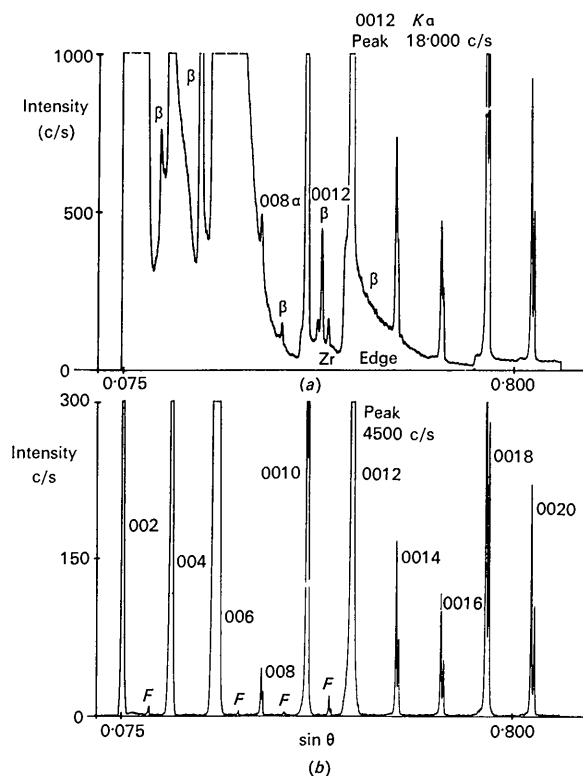 0012 Kα
Peak 18·000 c/s
1000
Intensity
(c/s)
β
β
500
008 α
0012
β
β
β
0
Zr Edge
0·075
(a)
0·800
300
Intensity
c/s
Peak
4500 c/s
002
004
006
008
0010
0012
0014
0016
0018
0020
150
F
F
F
F
0
0·075
sin θ
0·800
(b)